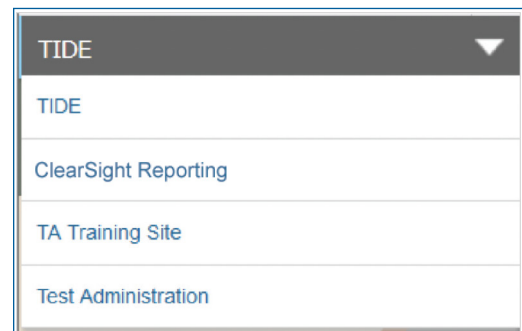 TIDE
TIDE
ClearSight Reporting
TA Training Site
Test Administration